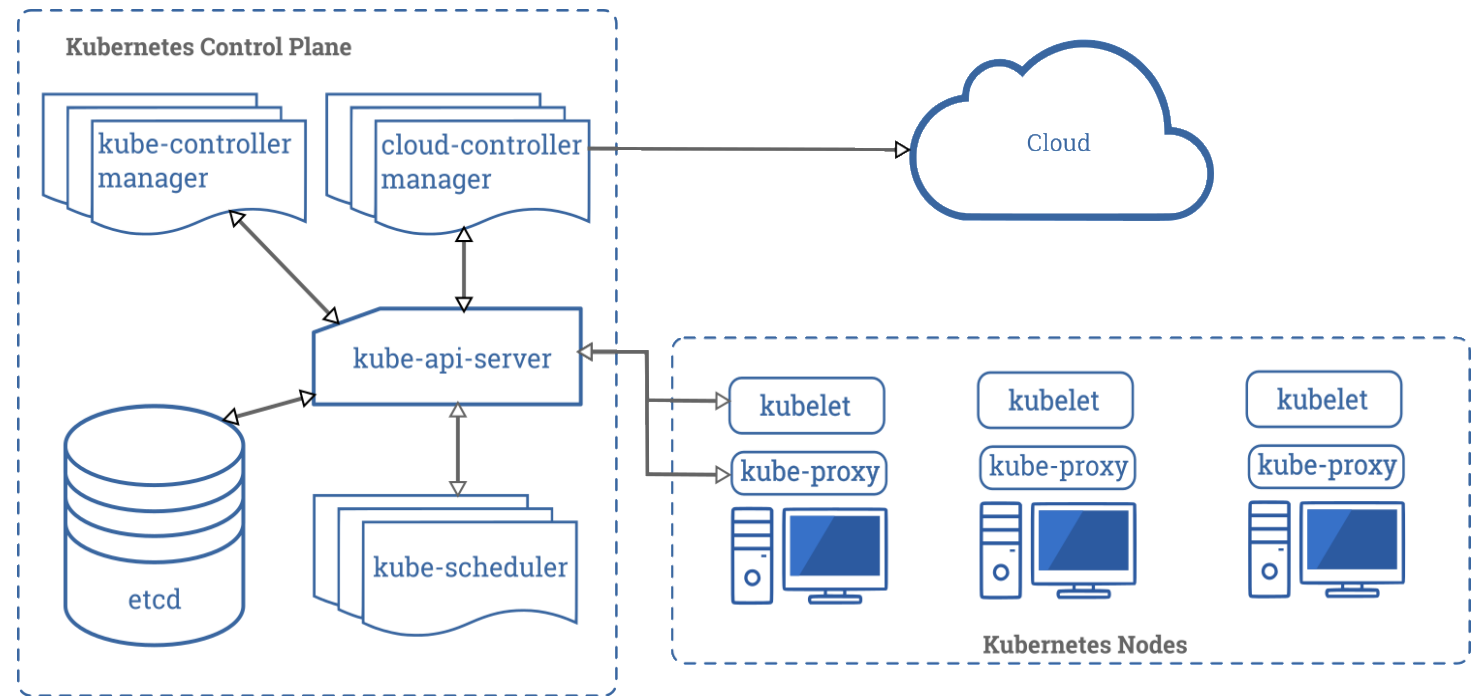 Kubernetes Control Plane
kube-controller
manager
cloud-controller
manager
Cloud
kube-api-server
kubelet
kubelet
kubelet
kube-proxy
kube-proxy
kube-proxy
kube-scheduler
etcd
Kubernetes Nodes